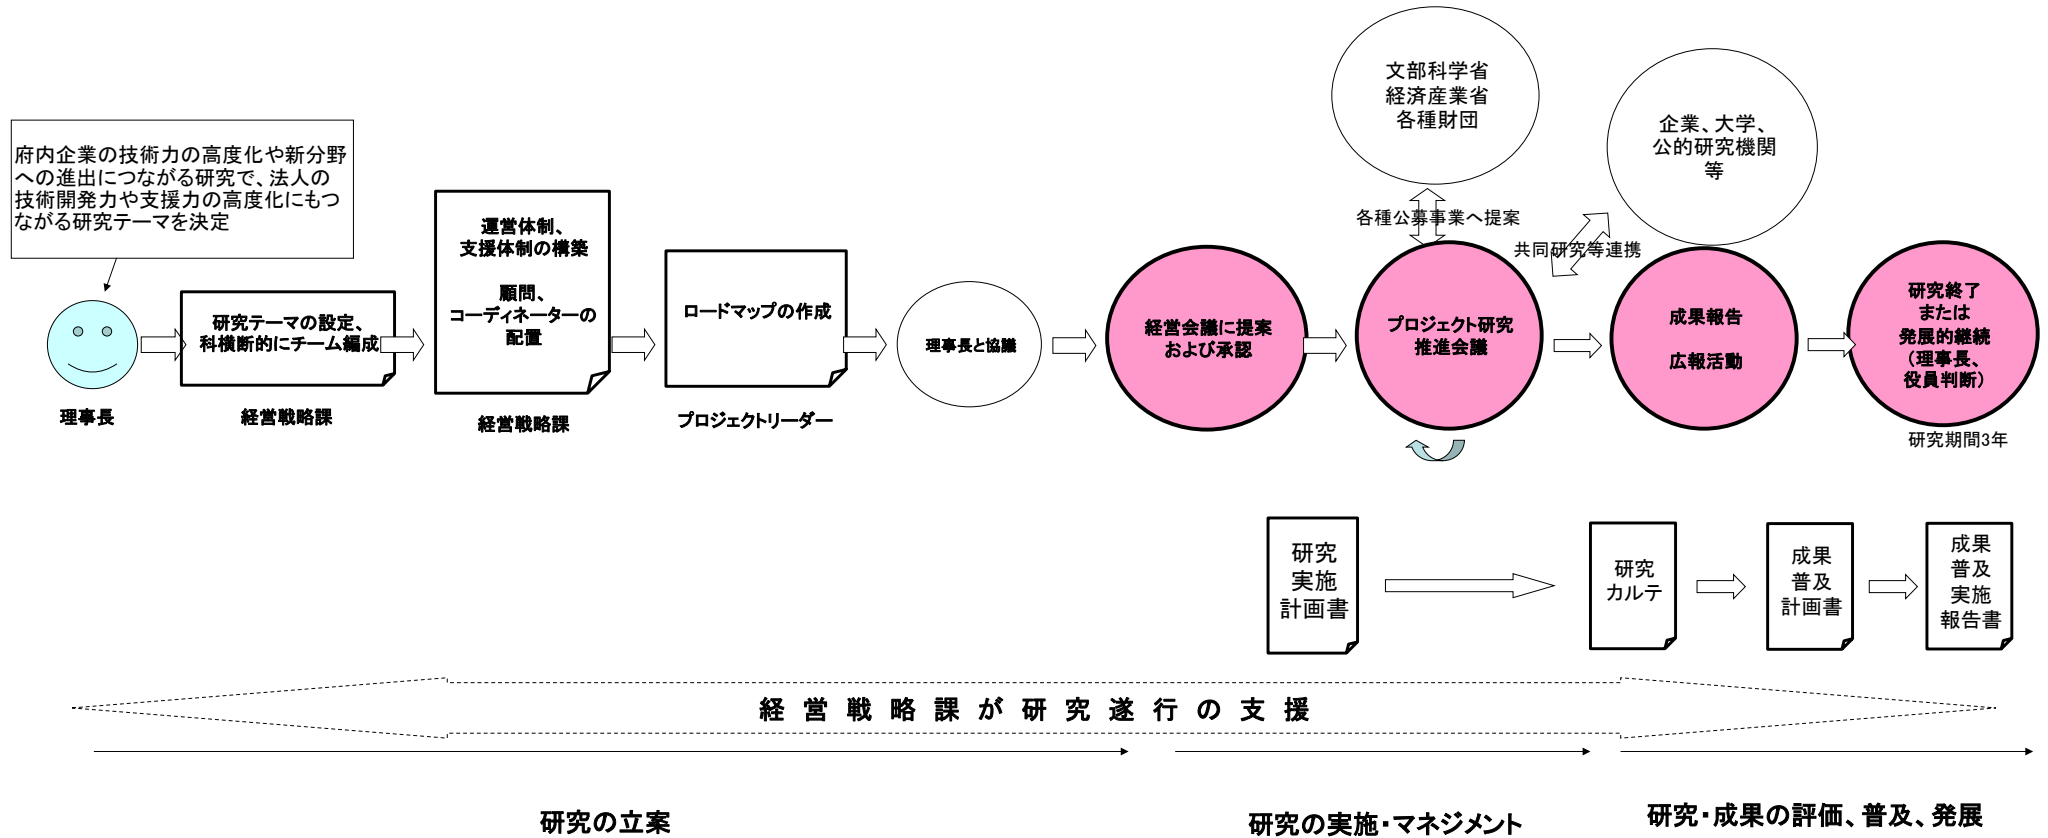 文部科学省
経済産業省
各種財団
企業、大学、
公的研究機関
等
府内企業の技術力の高度化や新分野
への進出につながる研究で、法人の
技術開発力や支援力の高度化にもつ
ながる研究テーマを決定
各種公募事業へ提案
共同研究等連携
理事長
研究テーマの設定、
科横断的にチーム編成
経営戦略課
運営体制、
支援体制の構築
顧問、
コーディネーターの
配置
経営戦略課
ロードマップの作成
プロジェクトリーダー
理事長と協議
経営会議に提案
および承認
プロジェクト研究
推進会議
成果報告
広報活動
研究終了
または
発展的継続
(理事長、
役員判断)
研究期間3年
研究
実施
計画書
研究
カルテ
成果
普及
計画書
成果
普及
実施
報告書
経営戦略課が研究遂行の支援
研究の立案
研究の実施・マネジメント
研究・成果の評価、普及、発展